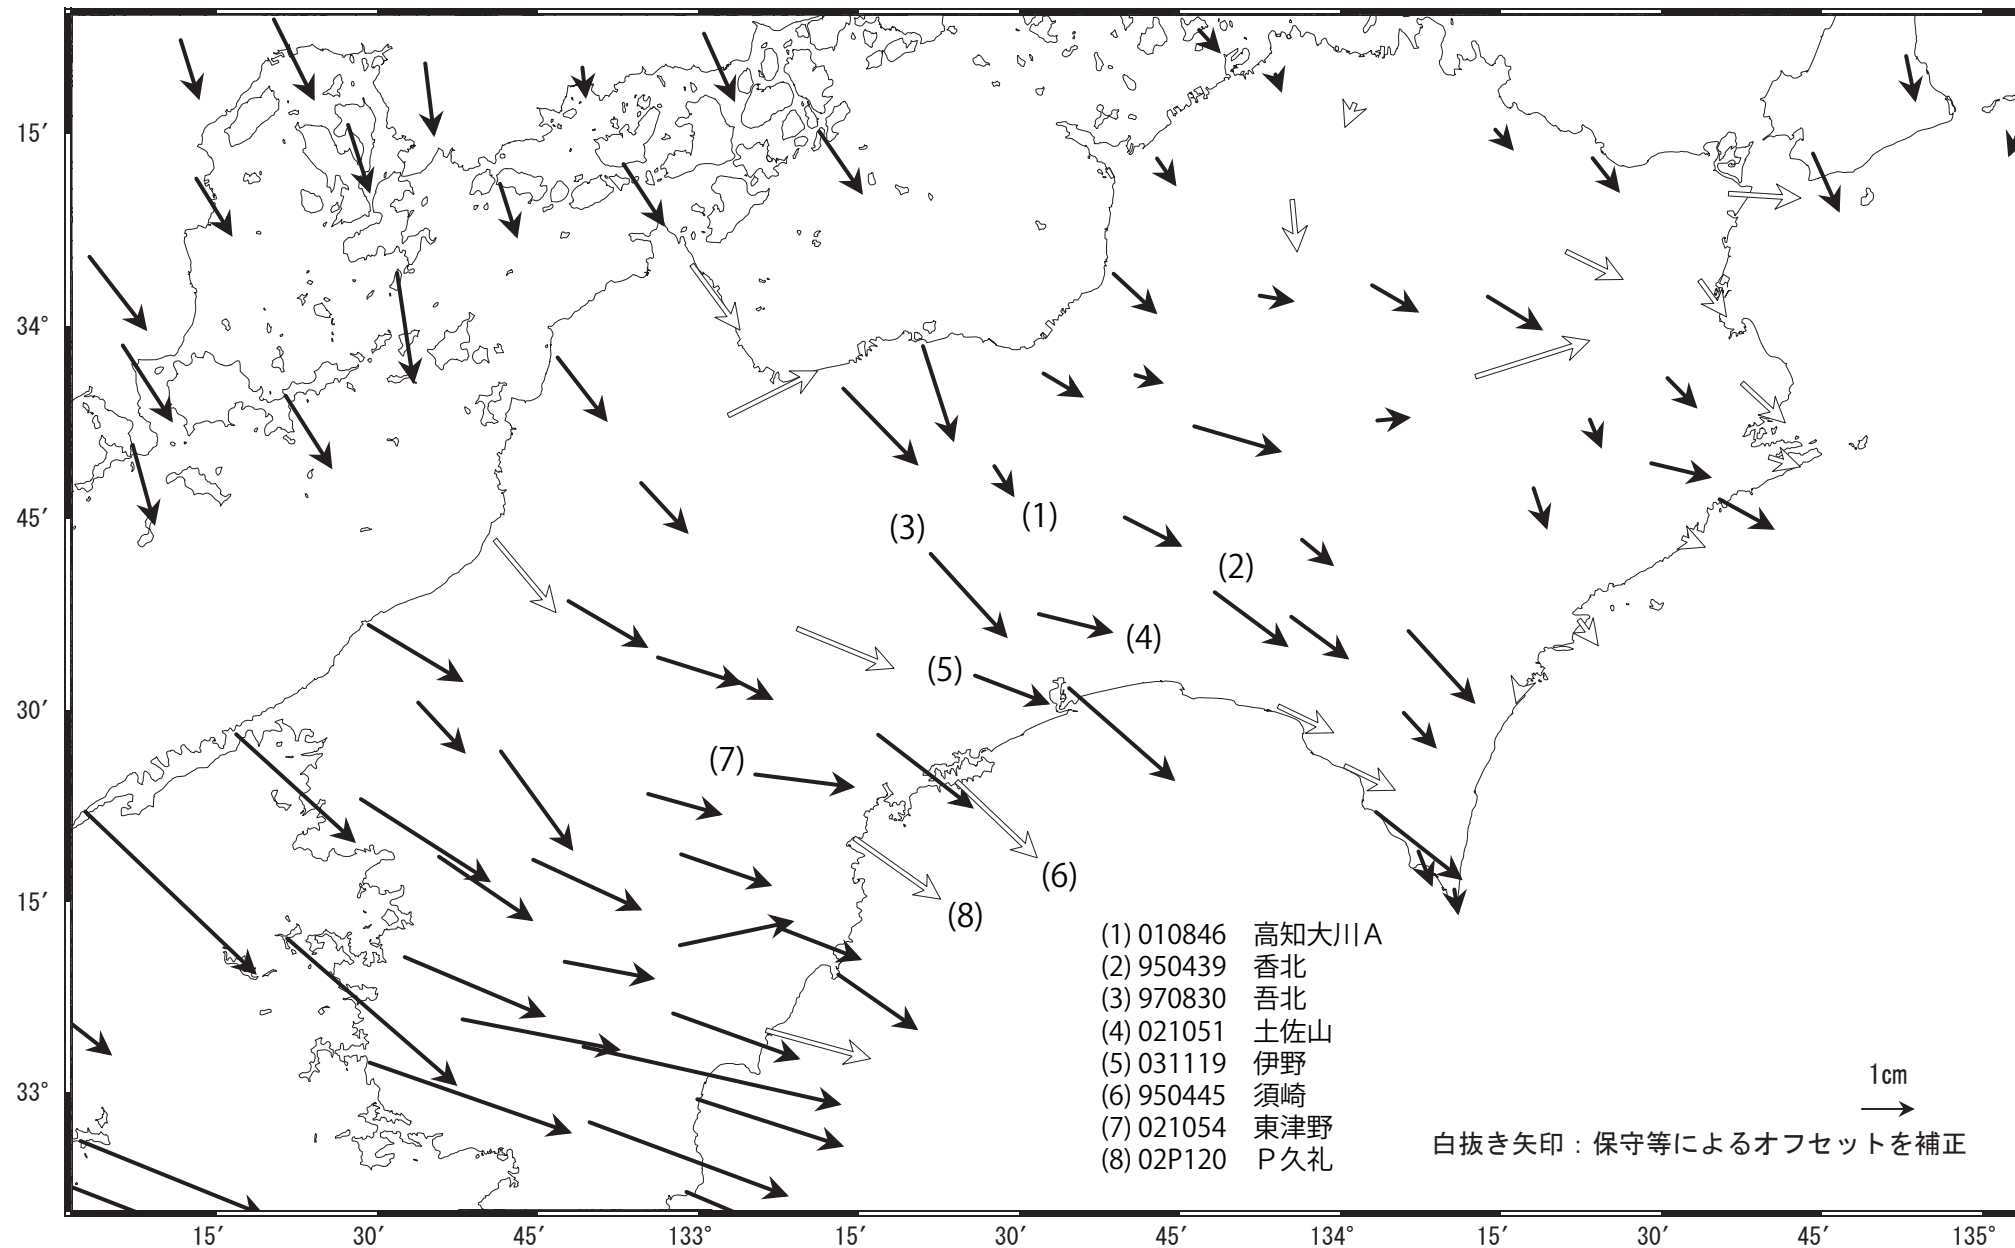 15′
34°
45′
(1)
(3)
(2)
(4)
(5)
30′
(7)
(6)
15′
(8)
(1) 010846 高知大川A
(2) 950439 香北
(3) 970830 吾北
(4) 021051 土佐山
(5) 031119 伊野
(6) 950445 須崎
(7) 021054 東津野
(8) 02P120 P久礼
33°
1cm
白抜き矢印：保守等によるオフセットを補正
15′ 30′ 45′ 133° 15′ 30′ 45′ 134° 15′ 30′ 45′ 135°